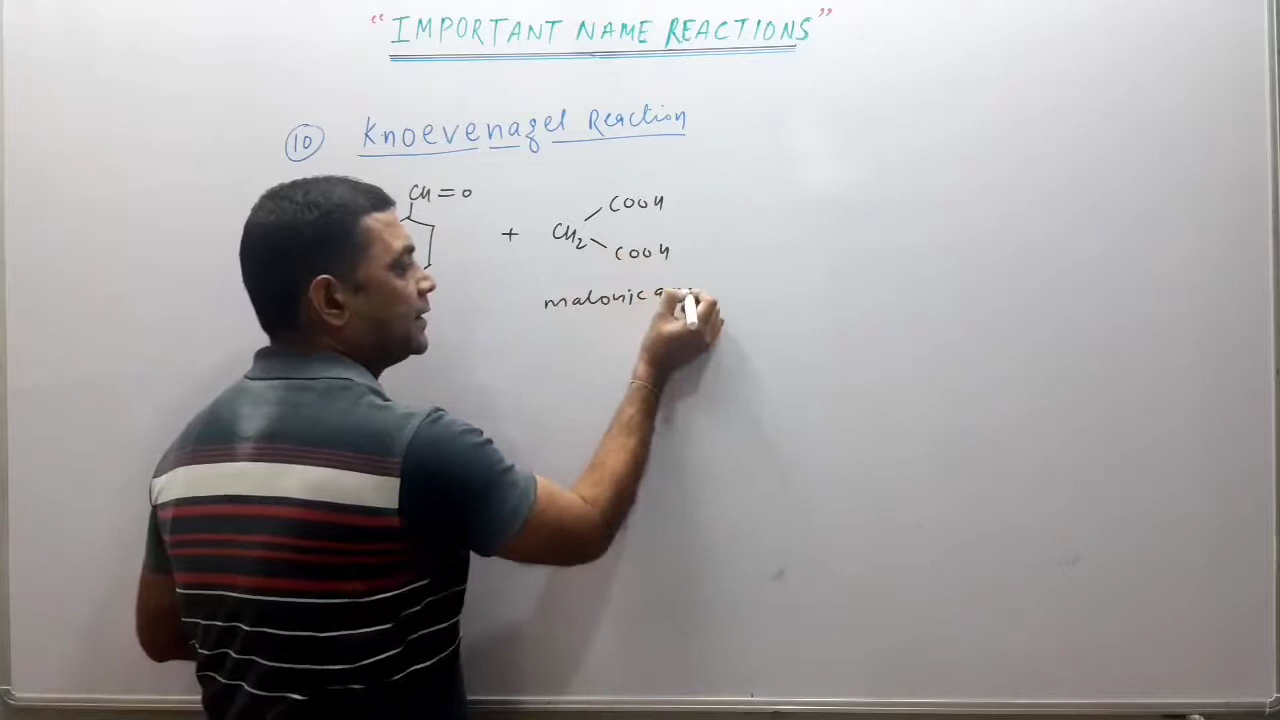 "IMPORTANT NAME REACTIONS"
10 Knoevenagel Reaction
CH=O
+ CH2
COOH
COOH
malonic